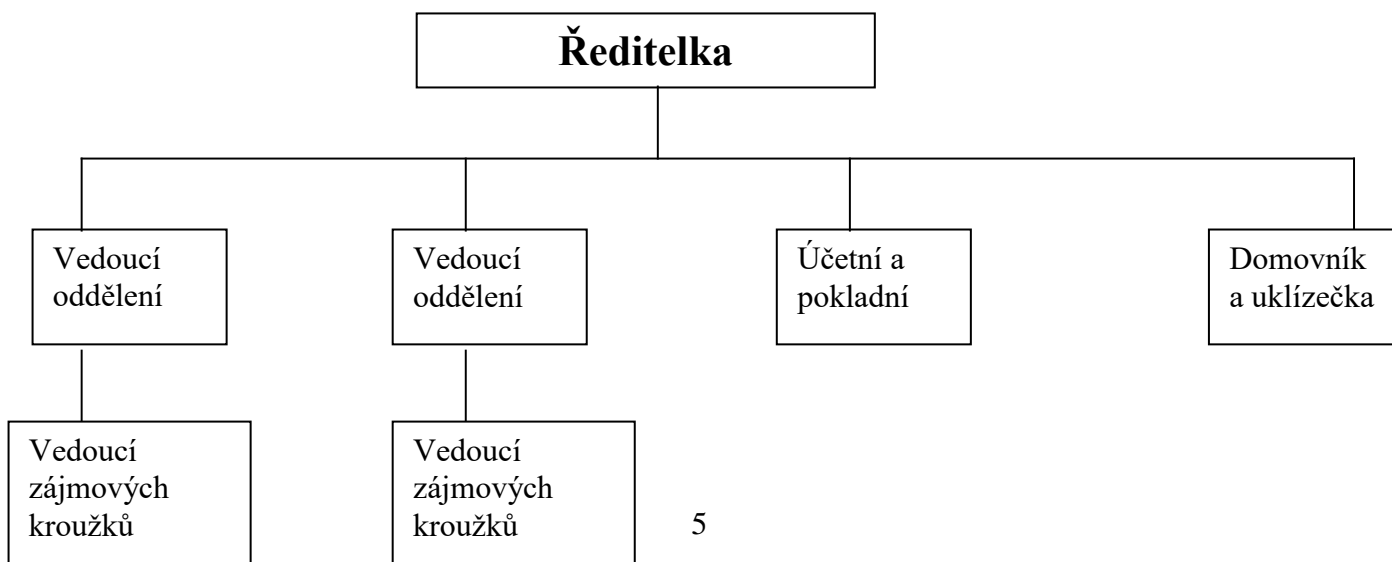 Ředitelka
Vedoucí
oddělení
Vedoucí
oddělení
Účetní a
pokladní
Domovník
a uklízečka
Vedoucí
zájmových
kroužků
Vedoucí
zájmových
kroužků
5